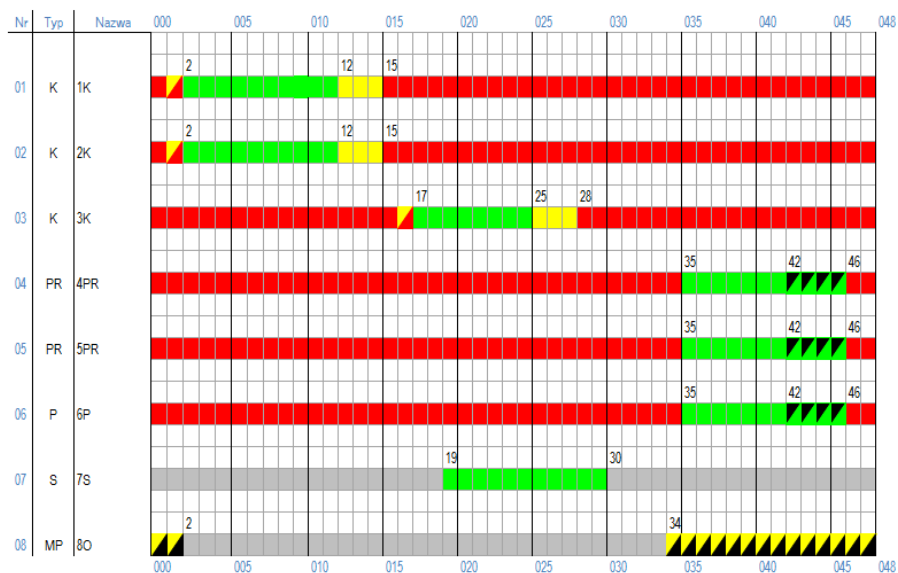 Nr Typ Nazwa 000 005 010 015 020 025 030 035 040 045 048
2 12 15
01 K 1K
2 12 15
02 K 2K
17 25 28
03 K 3K
35 42 46
04 PR 4PR
35 42 46
05 PR 5PR
35 42 46
06 P 6P
19 30
07 S 7S
2 34
08 MP 8O
000 005 010 015 020 025 030 035 040 045 048